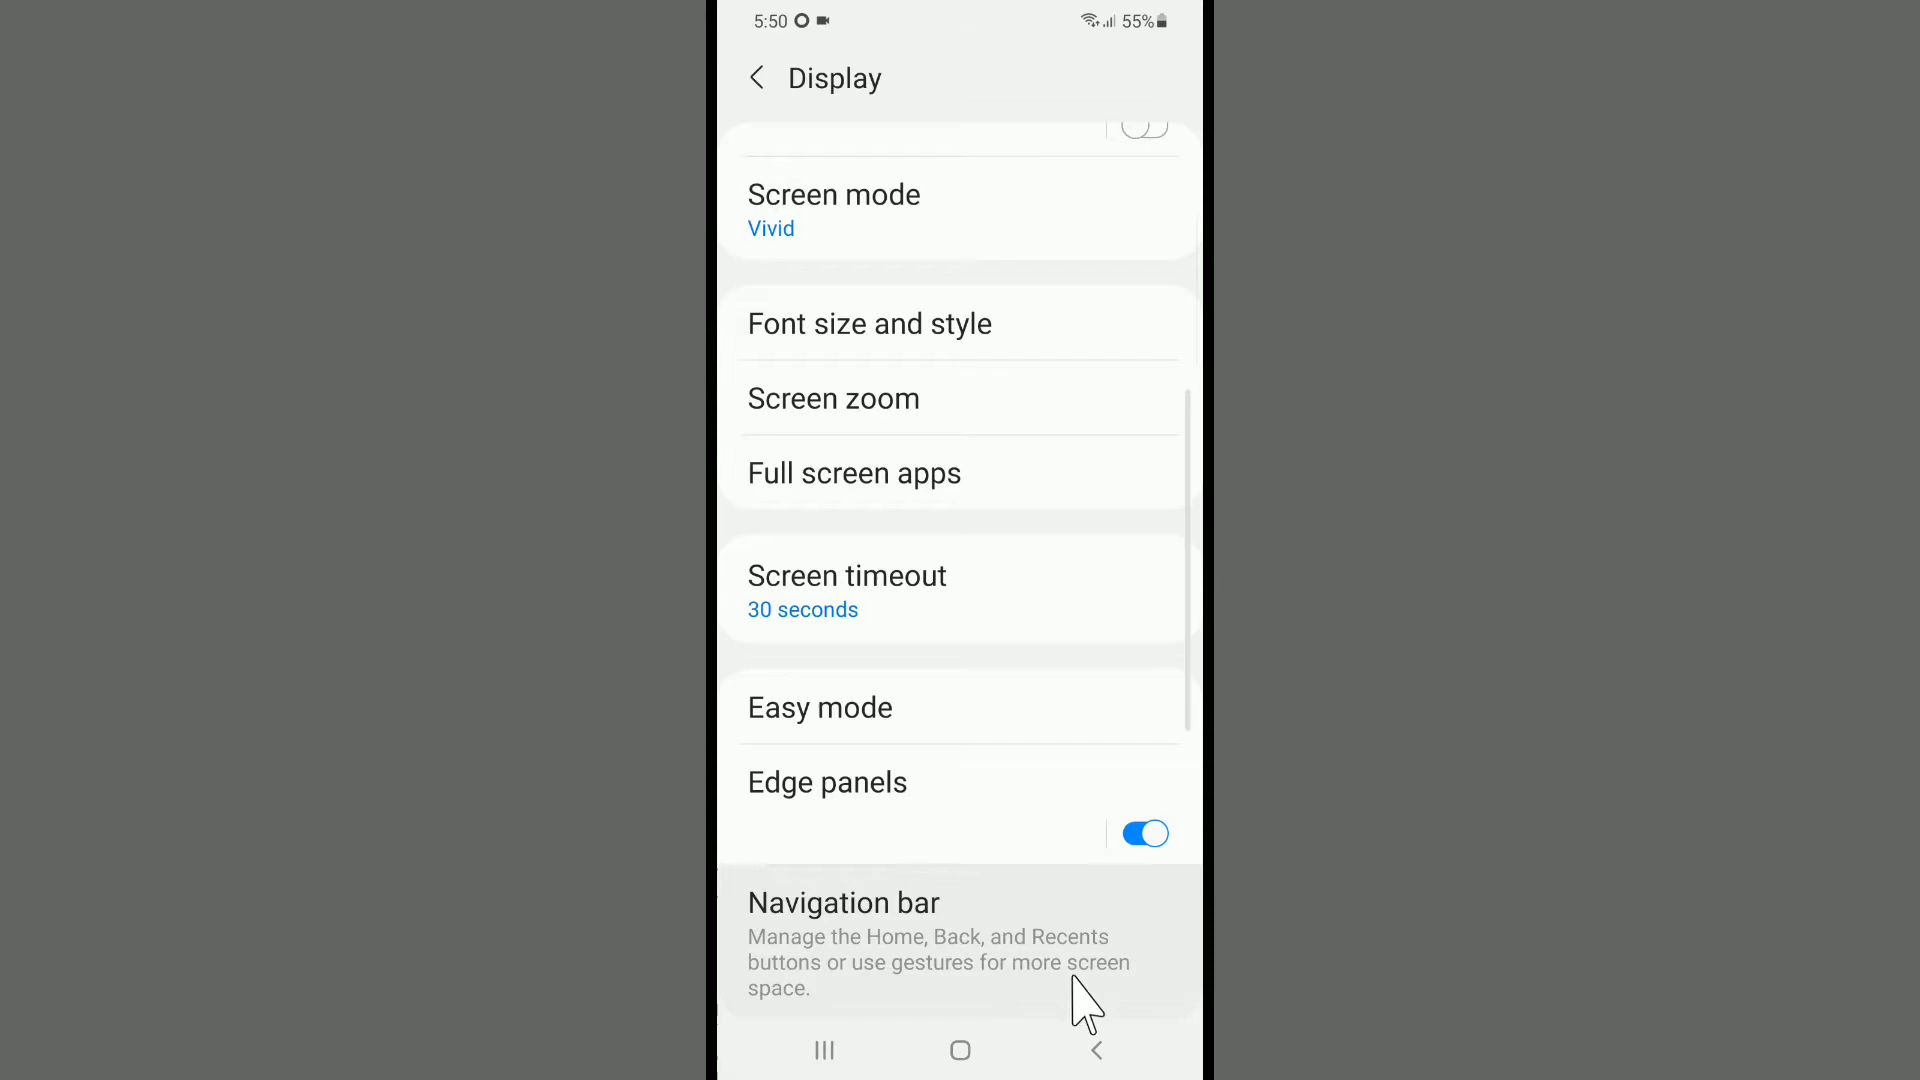 5:50 55%
Display
Screen mode
Vivid
Font size and style
Screen zoom
Full screen apps
Screen timeout
30 seconds
Easy mode
Edge panels
Navigation bar
Manage the Home, Back, and Recents
buttons or use gestures for more screen
space.